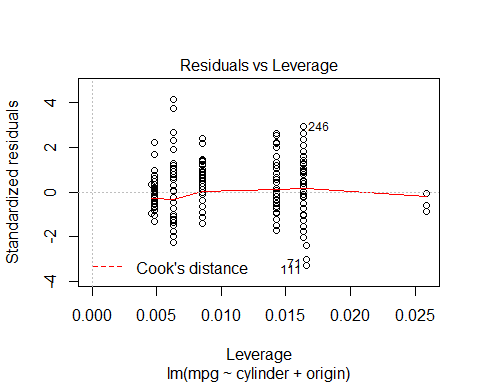 Residuals vs Leverage
Standardized residuals
4
2
0
-2
-4
246
71
111
Cook's distance
0.000 0.005 0.010 0.015 0.020 0.025
Leverage
lm(mpg ~ cylinder + origin)